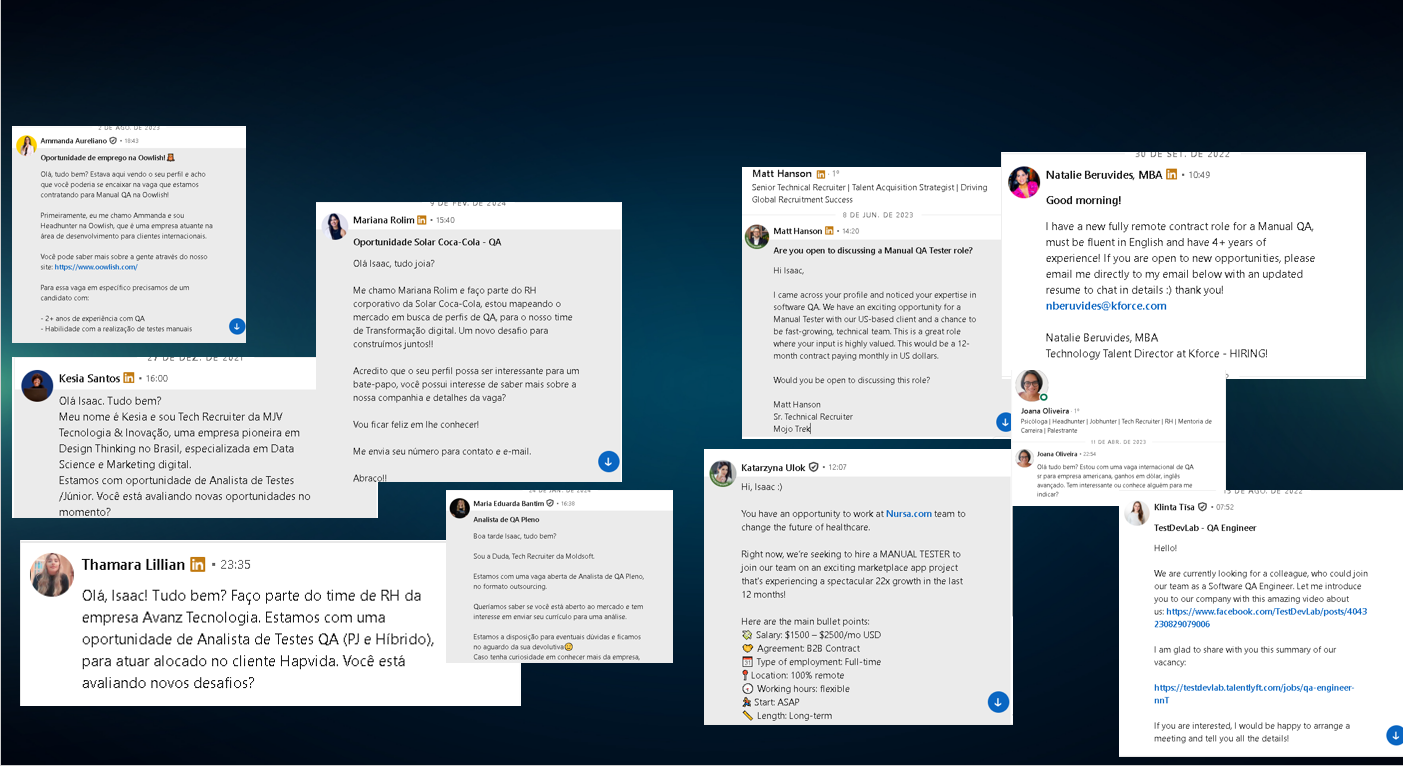 2 DE AGO. DE 2023
Ammanda Aureliano • 18:43
Oportunidade de emprego na Oowlish!
Olá, tudo bem? Estava aqui vendo o seu perfil e acho
que você poderia se encaixar na vaga que estamos
contratando para Manual QA na Oowlish!
Primeiramente, eu me chamo Ammanda e sou
Headhunter na Oowlish, que é uma empresa atuante na
área de desenvolvimento para clientes internacionais.
Você pode saber mais sobre a gente através do nosso
site: https://www.oowlish.com/
Para essa vaga em específico precisamos de um
candidato com:
- 2+ anos de experiência com QA
- Habilidade com a realização de testes manuais
27 DE DEZ. DE 2021
Kesia Santos in • 16:00
Olá Isaac. Tudo bem?
Meu nome é Kesia e sou Tech Recruiter da MJV
Tecnologia & Inovação, uma empresa pioneira em
Design Thinking no Brasil, especializada em Data
Science e Marketing digital.
Estamos com oportunidade de Analista de Testes
/Júnior. Você está avaliando novas oportunidades no
momento?
Thamara Lillian in • 23:35
Olá, Isaac! Tudo bem? Faço parte do time de RH da
empresa Avanz Tecnologia. Estamos com uma
oportunidade de Analista de Testes QA (PJ e Híbrido),
para atuar alocado no cliente Hapvida. Você está
avaliando novos desafios?
9 DE FEV. DE 2024
Mariana Rolim in • 15:40
Oportunidade Solar Coca-Cola - QA
Olá Isaac, tudo joia?
Me chamo Mariana Rolim e faço parte do RH
corporativo da Solar Coca-Cola, estou mapeando o
mercado em busca de perfis de QA, para o nosso time
de Transformação digital. Um novo desafio para
construímos juntos!!
Acredito que o seu perfil possa ser interessante para um
bate-papo, você possui interesse de saber mais sobre a
nossa companhia e detalhes da vaga?
Vou ficar feliz em lhe conhecer!
Me envia seu número para contato e e-mail.
Abraço!!
24 DE JAN. DE 2024
Maria Eduarda Bantim • 16:39
Analista de QA Pleno
Boa tarde Isaac, tudo bem?
Sou a Duda, Tech Recruiter da Moldsoft.
Estamos com uma vaga aberta de Analista de QA Pleno,
no formato outsourcing.
Queríamos saber se você está aberto ao mercado e tem
interesse em enviar seu currículo para uma análise.
Estamos a disposição para eventuais dúvidas e ficamos
no aguardo da sua devolutiva
Caso tenha curiosidade em conhecer mais da empresa,
Matt Hanson in · 1º
Senior Technical Recruiter | Talent Acquisition Strategist | Driving
Global Recruitment Success
8 DE JUN. DE 2023
Matt Hanson in • 14:20
Are you open to discussing a Manual QA Tester role?
Hi Isaac,
I came across your profile and noticed your expertise in
software QA. We have an exciting opportunity for a
Manual Tester with our US-based client and a chance to
be fast-growing, technical team. This is a great role
where your input is highly valued. This would be a 12-
month contract paying monthly in US dollars.
Would you be open to discussing this role?
Matt Hanson
Sr. Technical Recruiter
Mojo Trek
Katarzyna Ulok • 12:07
Hi, Isaac :)
You have an opportunity to work at Nursa.com team to
change the future of healthcare.
Right now, we're seeking to hire a MANUAL TESTER to
join our team on an exciting marketplace app project
that's experiencing a spectacular 22x growth in the last
12 months!
Here are the main bullet points:
Salary: $1500 – $2500/mo USD
Agreement: B2B Contract
Type of employment: Full-time
Location: 100% remote
Working hours: flexible
Start: ASAP
Length: Long-term
30 DE SET. DE 2022
Natalie Beruvides, MBA in • 10:49
Good morning!
I have a new fully remote contract role for a Manual QA,
must be fluent in English and have 4+ years of
experience! If you are open to new opportunities, please
email me directly to my email below with an updated
resume to chat in details :) thank you!
nberuvides@kforce.com
Natalie Beruvides, MBA
Technology Talent Director at Kforce - HIRING!
Joana Oliveira · 1º
Psicóloga | Headhunter | Jobhunter | Tech Recruiter | RH | Mentoria de
Carreira | Palestrante
11 DE ABR. DE 2023
Joana Oliveira • 22:54
Olá tudo bem? Estou com uma vaga internacional de QA
sr para empresa americana, ganhos em dólar, inglês
avançado. Tem interessante ou conhece alguém para me
indicar?
15 DE AGO. DE 2022
Klinta Tīsa • 07:52
TestDevLab - QA Engineer
Hello!
We are currently looking for a colleague, who could join
our team as a Software QA Engineer. Let me introduce
you to our company with this amazing video about
us: https://www.facebook.com/TestDevLab/posts/4043
230829079006
I am glad to share with you this summary of our
vacancy:
https://testdevlab.talentlyft.com/jobs/qa-engineer-
nnT
If you are interested, I would be happy to arrange a
meeting and tell you all the details!